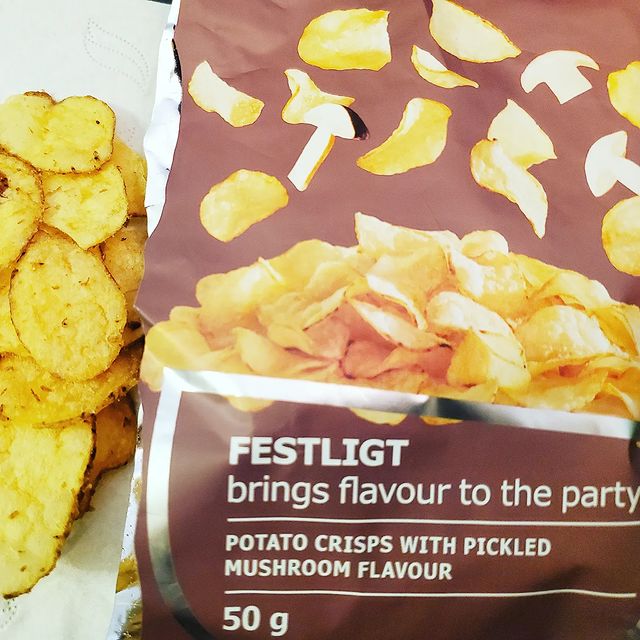 FESTLIGT
brings flavour to the party
POTATO CRISPS WITH PICKLED
MUSHROOM FLAVOUR
50 g